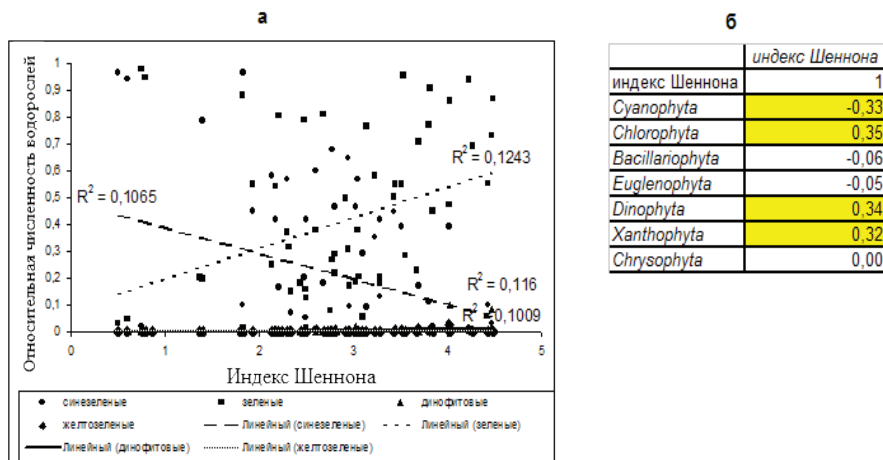 а
Относительная численность водорослей
1
0,9
0,8
0,7
0,6
0,5
0,4
0,3
0,2
0,1
0
R² = 0,1065
R² = 0,1243
R² = 0,116
R² = 0,1009
0 1 2 3 4 5
Индекс Шеннона
синезеленые зеленые динофитовые
желтозеленые Линейный (синезеленые) Линейный (зеленые)
Линейный (динофитовые) Линейный (желтозеленые)
б
индекс Шеннона
индекс Шеннона 1
Cyanophyta -0,33
Chlorophyta 0,35
Bacillariophyta -0,06
Euglenophyta -0,05
Dinophyta 0,34
Xanthophyta 0,32
Chrysophyta 0,00